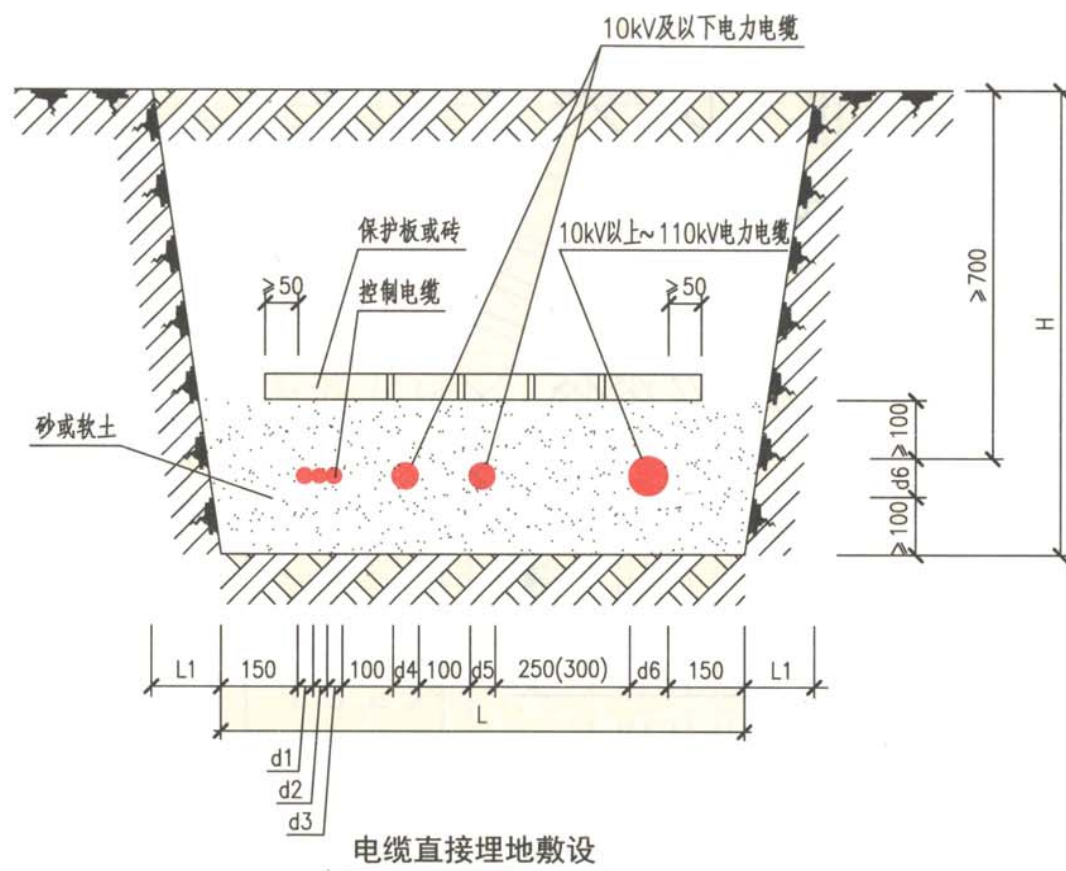 10kV及以下电力电缆
保护板或砖
10kV以上~110kV电力电缆
≥50
控制电缆
≥50
≥700
H
砂或软土
≥100
d6
≥100
L1 150 100 d4 100 d5 250(300) d6 150 L1
L
d1
d2
d3
电缆直接埋地敷设